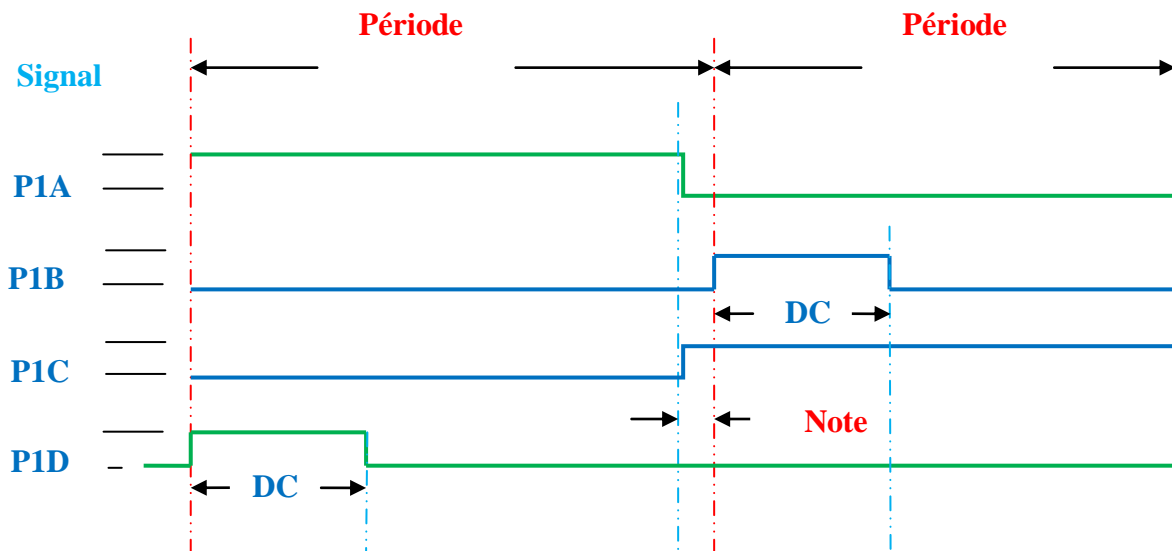 Période Période
Signal
P1A
P1B
DC
P1C
Note
P1D
DC